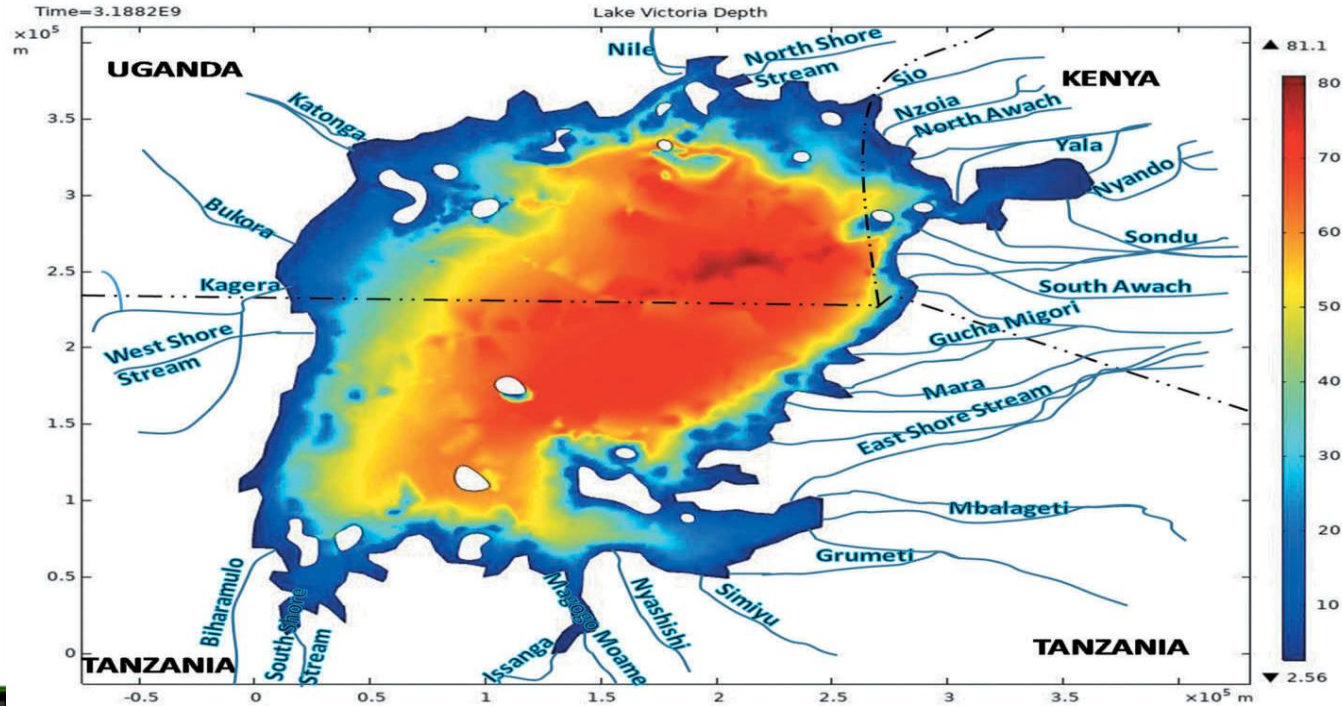 Time=3.1882E9
Lake Victoria Depth
×10⁵
m
UGANDA
KENYA
TANZANIA
TANZANIA
Nile
North Shore
Stream
Sio
Nzoia
North Awach
Yala
Nyando
Sondu
South Awach
Gucha Migori
Mara
East Shore Stream
Mbalageti
Grumeti
Simiyu
Nyashishi
Magogo Moame
Issanga
South Shore
Stream
Biharamulo
West Shore
Stream
Kagera
Bukora
Katonga
3.5
3
2.5
2
1.5
1
0.5
0
-0.5
0
0.5
1
1.5
2
2.5
3
3.5
×10⁵ m
▲ 81.1
80
70
60
50
40
30
20
10
▼ 2.56